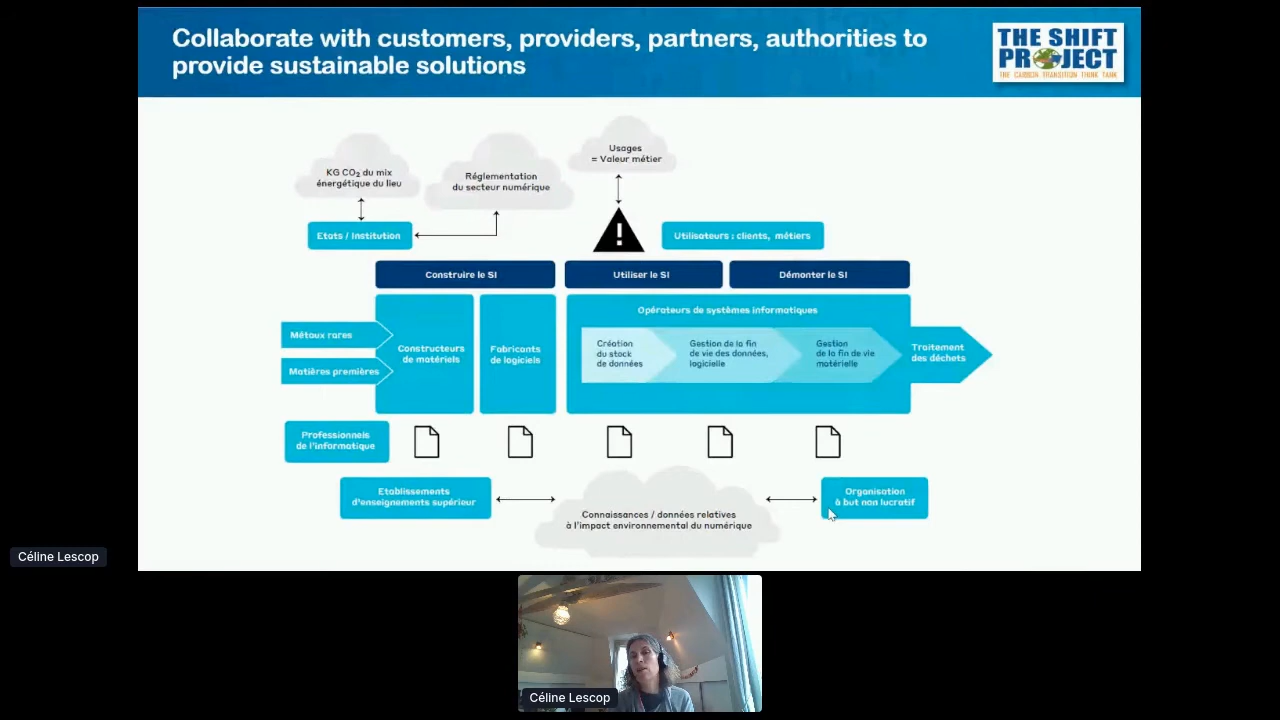 Collaborate with customers, providers, partners, authorities to
provide sustainable solutions
THE SHIFT
PROJECT
THE CARBON TRANSITION THINK TANK
Usages
= Valeur métier
KG CO₂ du mix
énergétique du lieu
Réglementation
du secteur numérique
Etats / Institution
Utilisateurs : clients, métiers
Construire le SI
Utiliser le SI
Démonter le SI
Opérateurs de systèmes informatiques
Métaux rares
Matières premières
Constructeurs
de matériels
Fabricants
de logiciels
Création
du stock
de données
Gestion de la fin
de vie des données,
logicielle
Gestion
de la fin de vie
matérielle
Traitement
des déchets
Professionnels
de l'informatique
Etablissements
d'enseignements supérieur
Connaissances / données relatives
à l'impact environnemental du numérique
Organisation
à but non lucratif
Céline Lescop
Céline Lescop